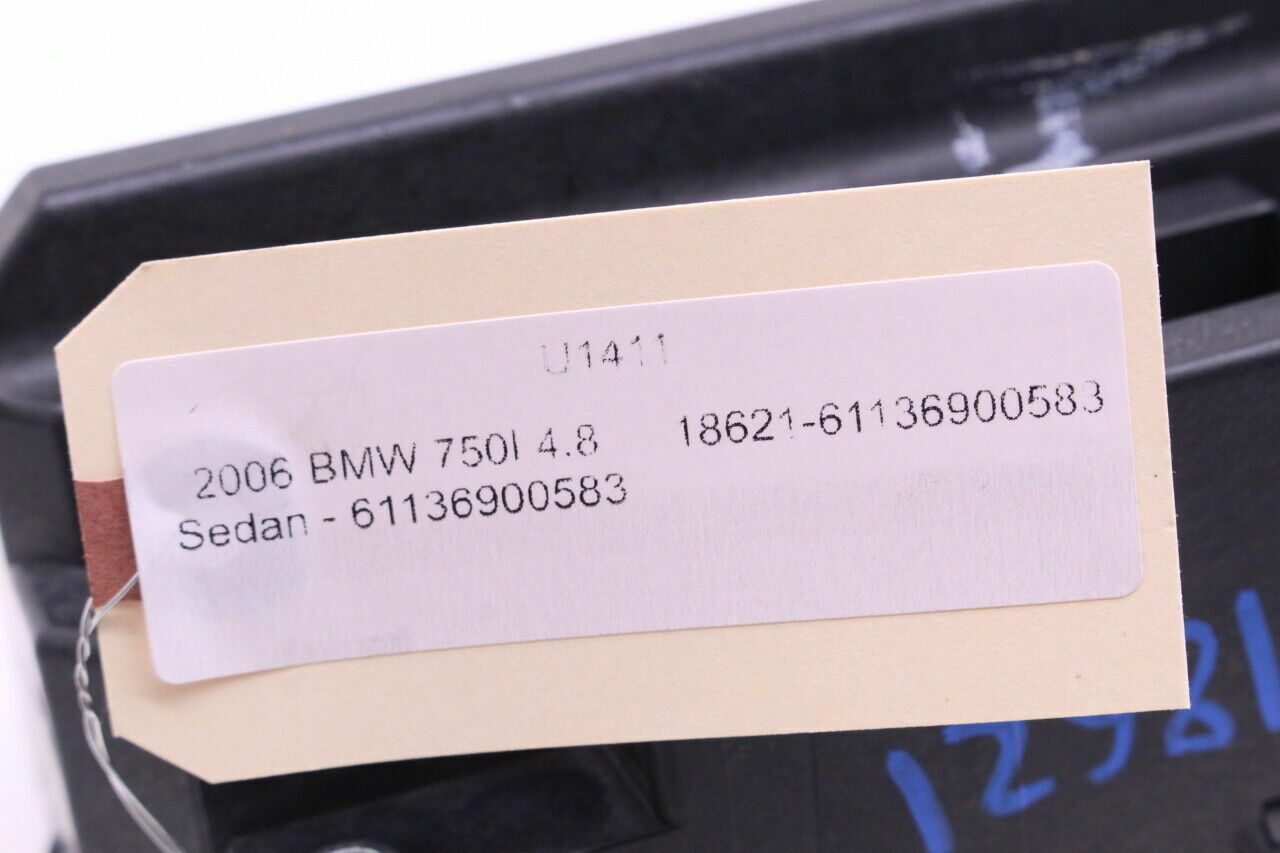 U1411
2006 BMW 750I 4.8 18621-61136900583
Sedan - 61136900583